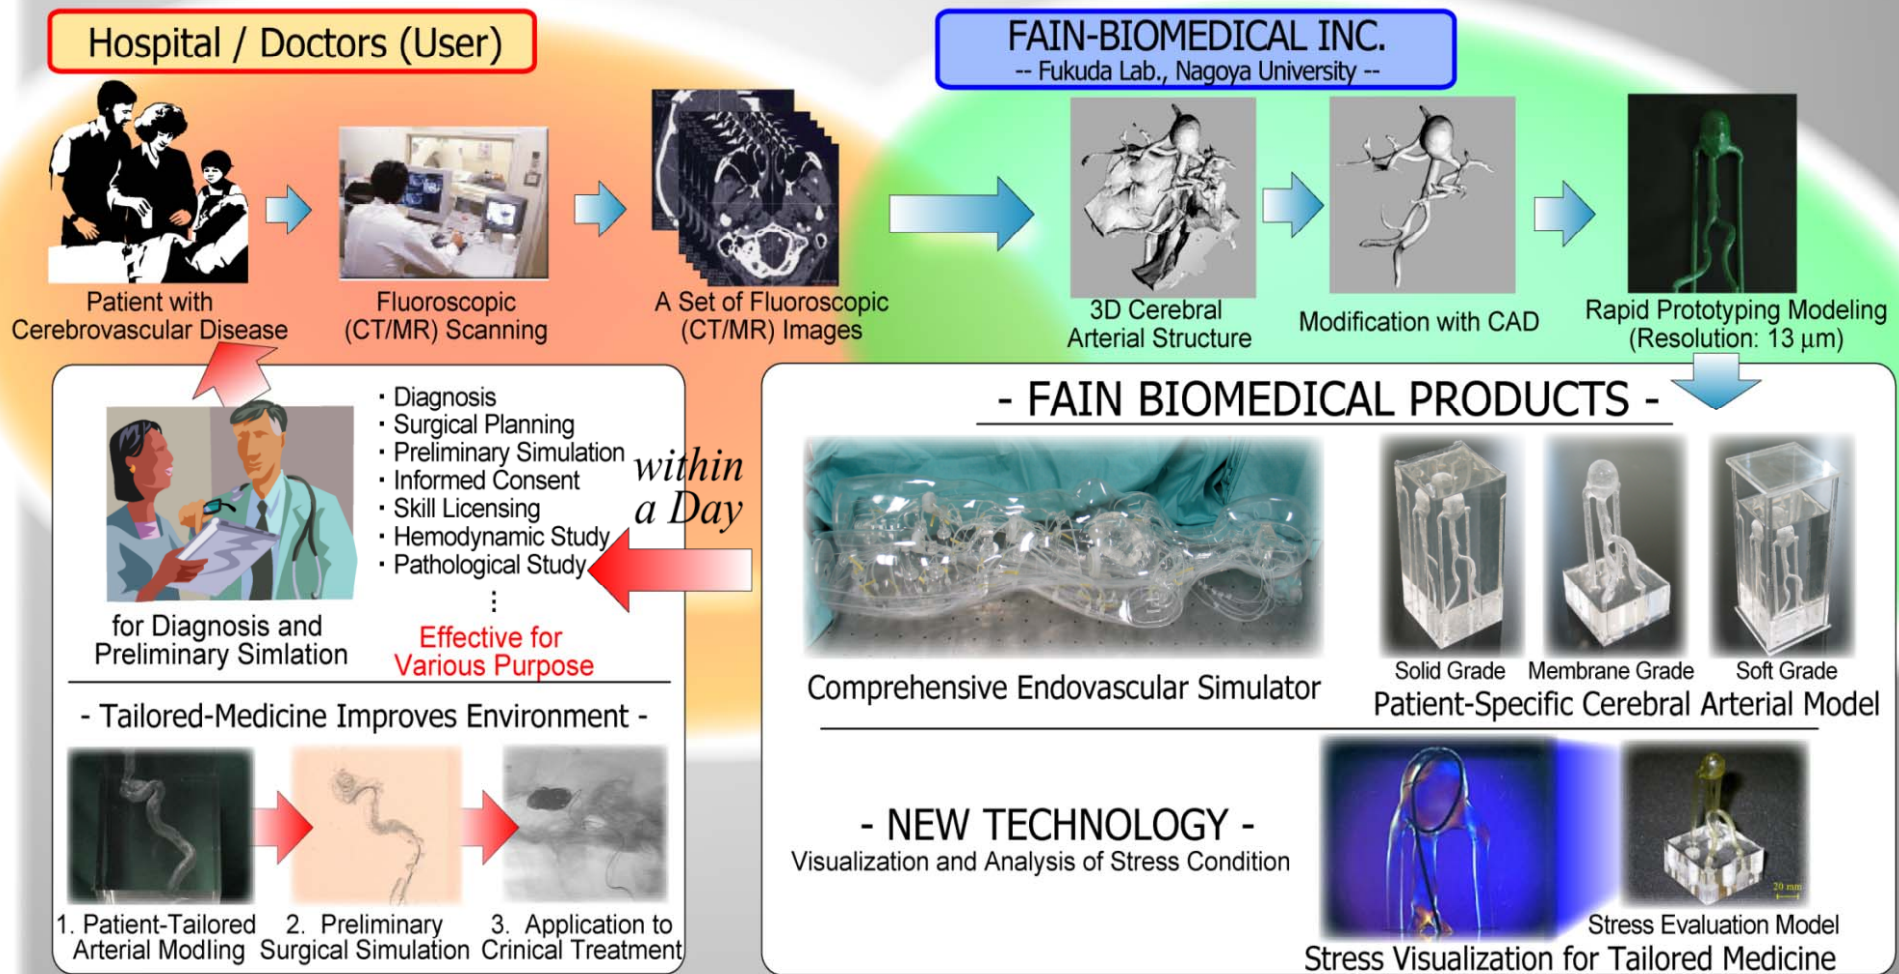 Hospital / Doctors (User)
FAIN-BIOMEDICAL INC.
-- Fukuda Lab., Nagoya University --
Patient with
Cerebrovascular Disease
Fluoroscopic
(CT/MR) Scanning
A Set of Fluoroscopic
(CT/MR) Images
3D Cerebral
Arterial Structure
Modification with CAD
Rapid Prototyping Modeling
(Resolution: 13 μm)
· Diagnosis
· Surgical Planning
· Preliminary Simulation
· Informed Consent
· Skill Licensing
· Hemodynamic Study
· Pathological Study
⋮
Effective for
Various Purpose
for Diagnosis and
Preliminary Simlation
within
a Day
- Tailored-Medicine Improves Environment -
1. Patient-Tailored
Arterial Modling
2. Preliminary
Surgical Simulation
3. Application to
Crinical Treatment
- FAIN BIOMEDICAL PRODUCTS -
Comprehensive Endovascular Simulator
Solid Grade
Membrane Grade
Soft Grade
Patient-Specific Cerebral Arterial Model
- NEW TECHNOLOGY -
Visualization and Analysis of Stress Condition
20 mm
Stress Evaluation Model
Stress Visualization for Tailored Medicine